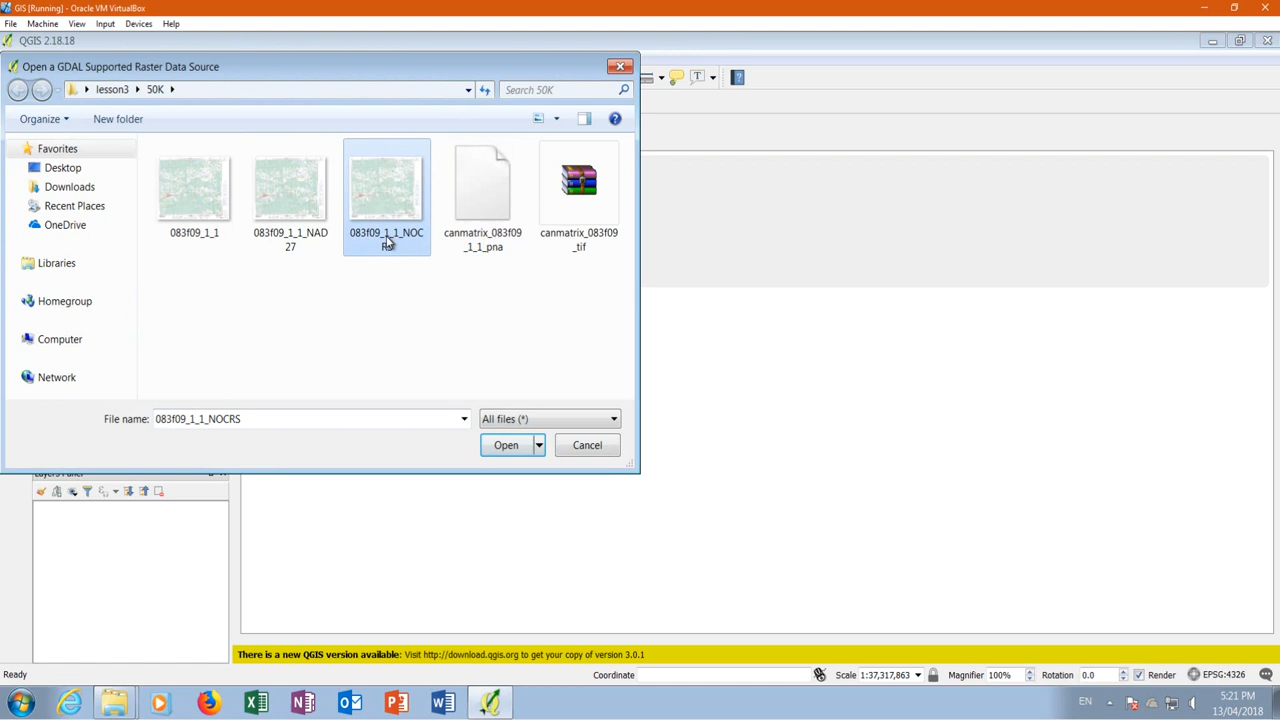 GIS [Running] - Oracle VM VirtualBox
File Machine View Input Devices Help
QGIS 2.18.18
Open a GDAL Supported Raster Data Source
lesson3 50K
Search 50K
Organize New folder
Favorites
Desktop
Downloads
Recent Places
OneDrive
Libraries
Homegroup
Computer
Network
083f09_1_1
083f09_1_1_NAD
27
083f09_1_1_NOC
RS
canmatrix_083f09
_1_1_pna
canmatrix_083f09
_tif
File name: 083f09_1_1_NOCRS
All files (*)
Open Cancel
There is a new QGIS version available: Visit http://download.qgis.org to get your copy of version 3.0.1
Ready
Coordinate
Scale 1:37,317,863
Magnifier 100%
Rotation 0.0
Render
EPSG:4326
EN
5:21 PM
13/04/2018